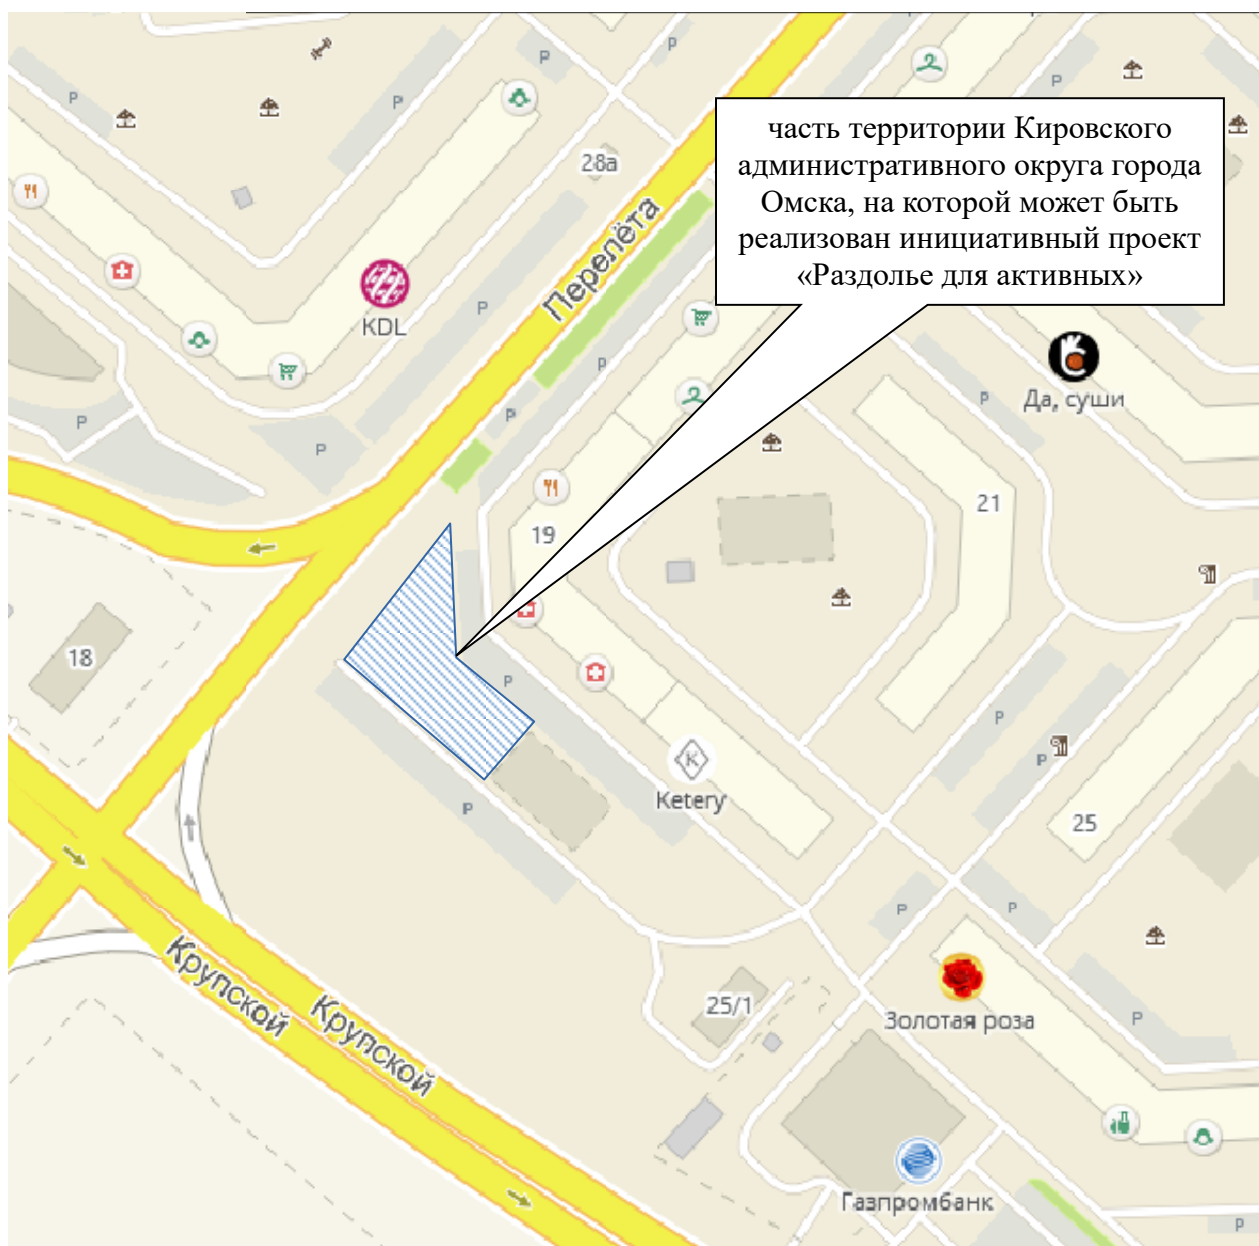 P
P
P
P
P
28а
часть территории Кировского
административного округа города
Омска, на которой может быть
реализован инициативный проект
«Раздолье для активных»
Перелёта
KDL
P
P
P
Да, суши
P
P
P
19
21
18
P
P
P
K
Ketery
P
25
P
P
25/1
Золотая роза
P
Крупской
Крупской
Газпромбанк
P